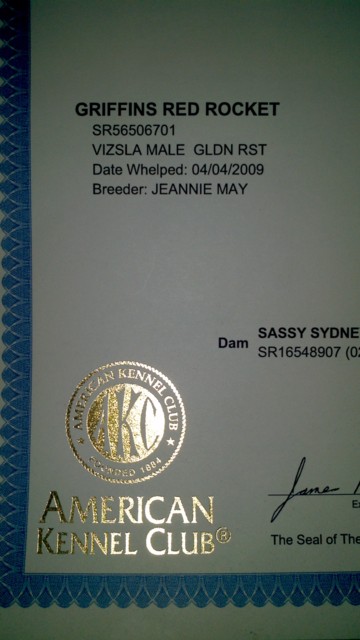 GRIFFINS RED ROCKET
SR56506701
VIZSLA MALE GLDN RST
Date Whelped: 04/04/2009
Breeder: JEANNIE MAY
Dam
SASSY SYDNE
SR16548907 (02
AMERICAN KENNEL CLUB
AKC
FOUNDED 1884
AMERICAN
KENNEL CLUB®
The Seal of The